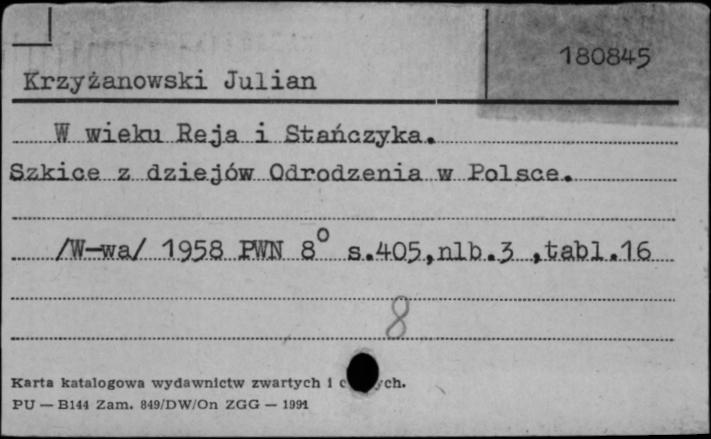 180845
Krzyżanowski Julian
W wieku Reja i Stańczyka.
Szkice z dziejów Odrodzenia w Polsce.
/W-wa/ 1958 PWN 8° s.405,nlb.3 ,tabl.16
8
Karta katalogowa wydawnictw zwartych i ch.
PU — B144 Zam. 849/DW/On ZGG — 1991